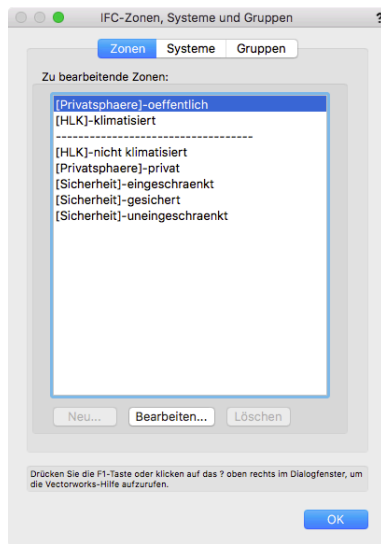 IFC-Zonen, Systeme und Gruppen ?
Zonen Systeme Gruppen
Zu bearbeitende Zonen:
[Privatsphaere]-oeffentlich
[HLK]-klimatisiert
-----------------------------------
[HLK]-nicht klimatisiert
[Privatsphaere]-privat
[Sicherheit]-eingeschraenkt
[Sicherheit]-gesichert
[Sicherheit]-uneingeschraenkt
Neu... Bearbeiten... Löschen
Drücken Sie die F1-Taste oder klicken auf das ? oben rechts im Dialogfenster, um
die Vectorworks-Hilfe aufzurufen.
OK